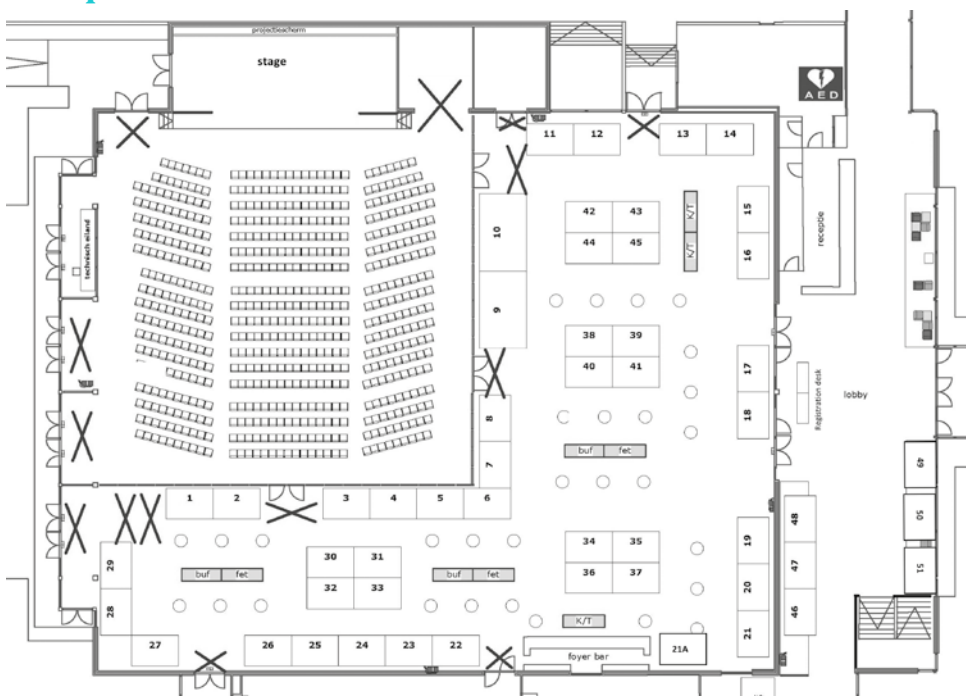 projectiescherm
stage
AED
11
12
13
14
42
43
44
45
K/T
K/T
15
16
receptie
technisch eiland
10
9
38
39
40
41
17
18
Registration desk
lobby
8
7
buf
fet
49
50
51
1
2
3
4
5
6
48
47
46
30
31
32
33
34
35
36
37
19
20
21
29
28
buf
fet
buf
fet
K/T
27
26
25
24
23
22
foyer bar
21A